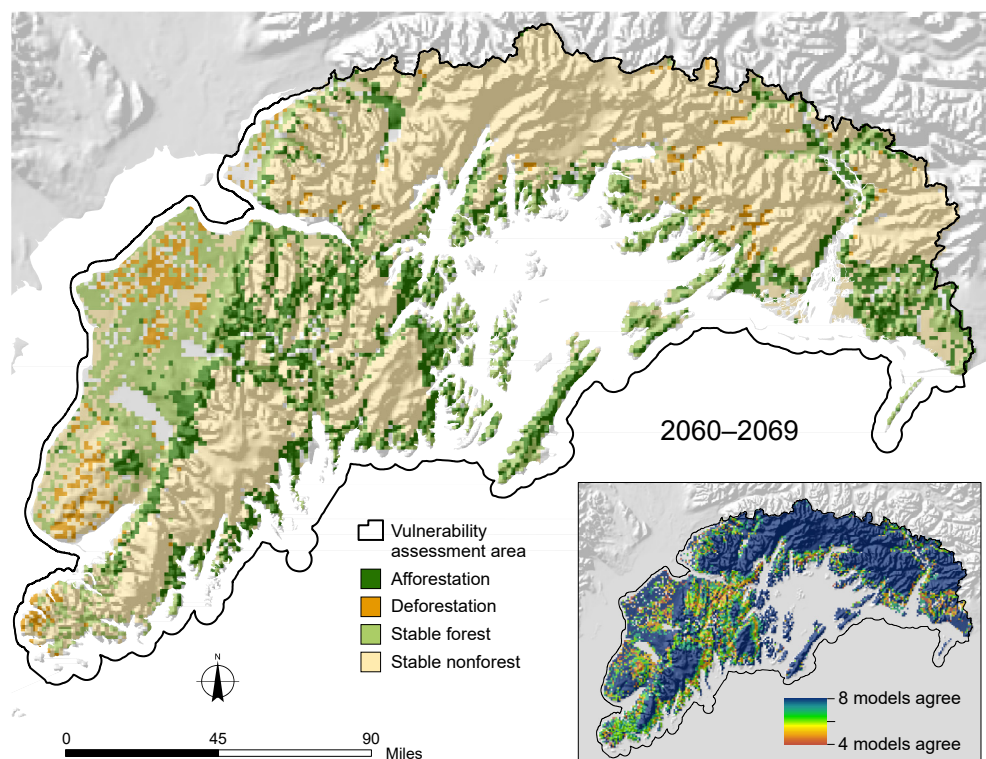 2060–2069
Vulnerability
assessment area
Afforestation
Deforestation
Stable forest
Stable nonforest
N
0
45
90
Miles
8 models agree
4 models agree